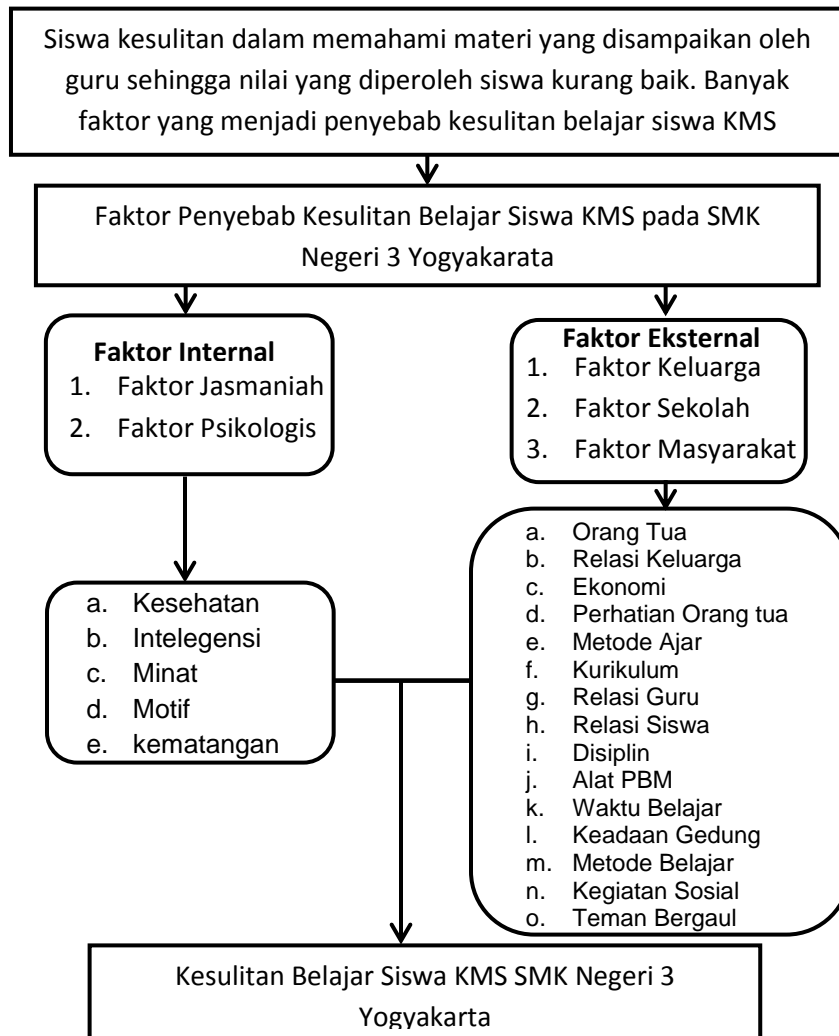 Siswa kesulitan dalam memahami materi yang disampaikan oleh
guru sehingga nilai yang diperoleh siswa kurang baik. Banyak
faktor yang menjadi penyebab kesulitan belajar siswa KMS
Faktor Penyebab Kesulitan Belajar Siswa KMS pada SMK
Negeri 3 Yogyakarata
Faktor Internal
1. Faktor Jasmaniah
2. Faktor Psikologis
Faktor Eksternal
1. Faktor Keluarga
2. Faktor Sekolah
3. Faktor Masyarakat
a. Kesehatan
b. Intelegensi
c. Minat
d. Motif
e. kematangan
a. Orang Tua
b. Relasi Keluarga
c. Ekonomi
d. Perhatian Orang tua
e. Metode Ajar
f. Kurikulum
g. Relasi Guru
h. Relasi Siswa
i. Disiplin
j. Alat PBM
k. Waktu Belajar
l. Keadaan Gedung
m. Metode Belajar
n. Kegiatan Sosial
o. Teman Bergaul
Kesulitan Belajar Siswa KMS SMK Negeri 3
Yogyakarta